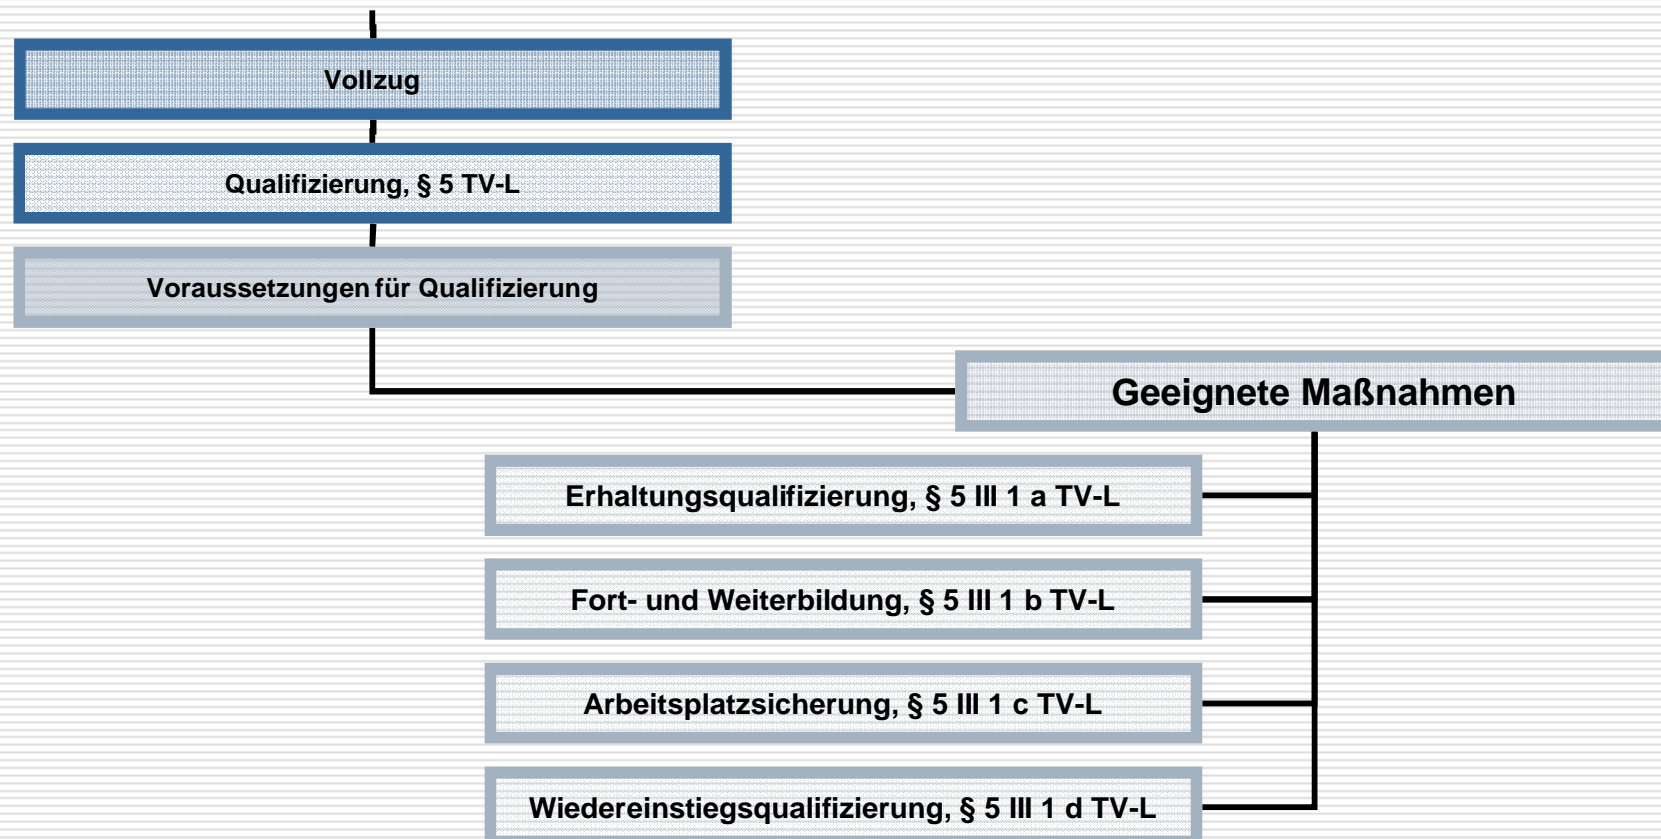 Vollzug
Qualifizierung, § 5 TV-L
Voraussetzungen für Qualifizierung
Geeignete Maßnahmen
Erhaltungsqualifizierung, § 5 III 1 a TV-L
Fort- und Weiterbildung, § 5 III 1 b TV-L
Arbeitsplatzsicherung, § 5 III 1 c TV-L
Wiedereinstiegsqualifizierung, § 5 III 1 d TV-L